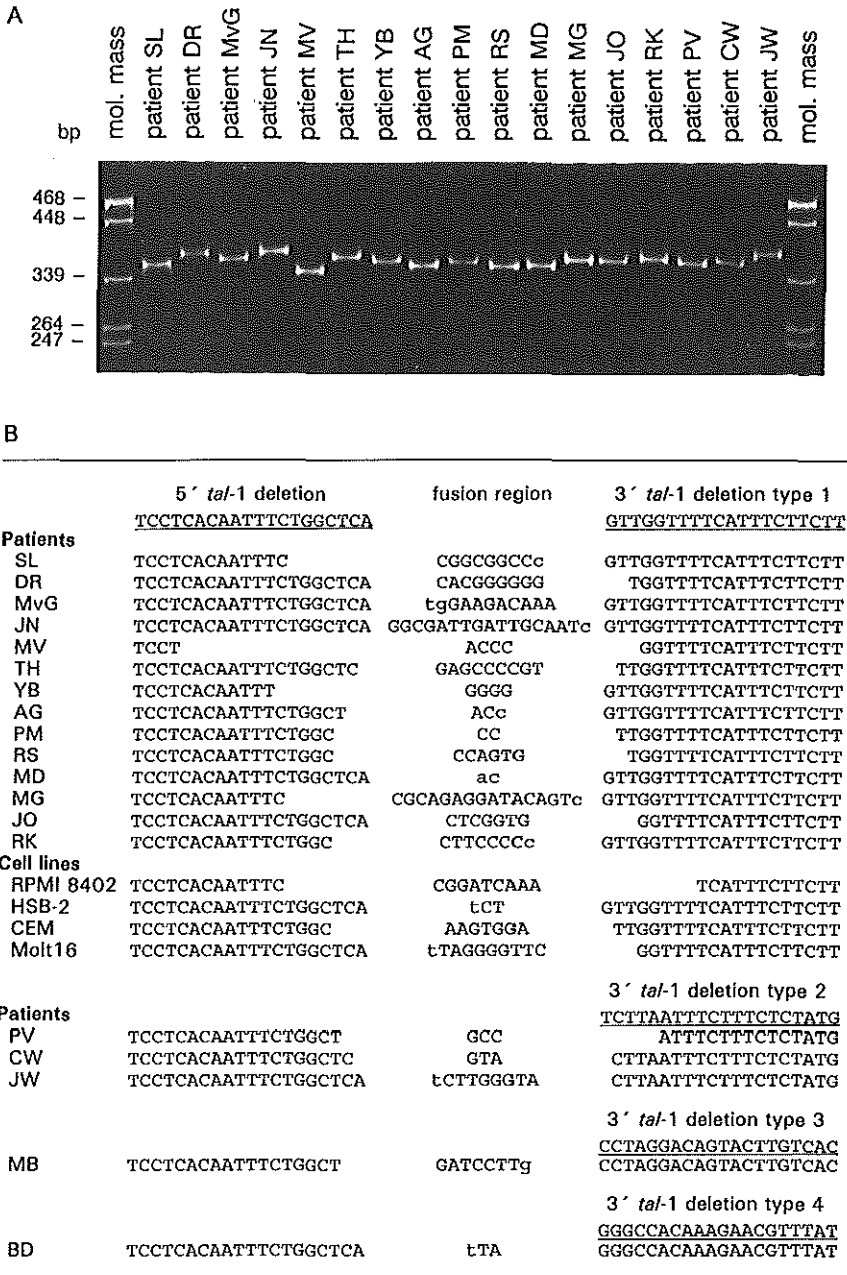 A
bp
mol. mass
patient SL
patient DR
patient MvG
patient JN
patient MV
patient TH
patient YB
patient AG
patient PM
patient RS
patient MD
patient MG
patient JO
patient RK
patient PV
patient CW
patient JW
mol. mass
468 –
448 –
339 –
264 –
247 –
B
5´ tal-1 deletion fusion region 3´ tal-1 deletion type 1
TCCTCACAATTTCTGGCTCA GTTGGTTTTCATTTCTTCTT
Patients
SL TCCTCACAATTTC CGGCGGCCc GTTGGTTTTCATTTCTTCTT
DR TCCTCACAATTTCTGGCTCA CACGGGGGG TGGTTTTCATTTCTTCTT
MvG TCCTCACAATTTCTGGCTCA tgGAAGACAAA GTTGGTTTTCATTTCTTCTT
JN TCCTCACAATTTCTGGCTCA GGCGATTGATTGCAATc GTTGGTTTTCATTTCTTCTT
MV TCCT ACCC GGTTTTCATTTCTTCTT
TH TCCTCACAATTTCTGGCTC GAGCCCCGT TTGGTTTTCATTTCTTCTT
YB TCCTCACAATTT GGGG GTTGGTTTTCATTTCTTCTT
AG TCCTCACAATTTCTGGCT ACc GTTGGTTTTCATTTCTTCTT
PM TCCTCACAATTTCTGGC CC TTGGTTTTCATTTCTTCTT
RS TCCTCACAATTTCTGGC CCAGTG TGGTTTTCATTTCTTCTT
MD TCCTCACAATTTCTGGCTCA ac GTTGGTTTTCATTTCTTCTT
MG TCCTCACAATTTC CGCAGAGGATACAGTc GTTGGTTTTCATTTCTTCTT
JO TCCTCACAATTTCTGGCTCA CTCGGTG GGTTTTCATTTCTTCTT
RK TCCTCACAATTTCTGGC CTTCCCCc GTTGGTTTTCATTTCTTCTT
Cell lines
RPMI 8402 TCCTCACAATTTC CGGATCAAA TCATTTCTTCTT
HSB-2 TCCTCACAATTTCTGGCTCA tCT GTTGGTTTTCATTTCTTCTT
CEM TCCTCACAATTTCTGGC AAGTGGA TTGGTTTTCATTTCTTCTT
Molt16 TCCTCACAATTTCTGGCTCA tTAGGGGTTC GGTTTTCATTTCTTCTT
3´ tal-1 deletion type 2
Patients TCTTAATTTCTTTCTCTATG
PV TCCTCACAATTTCTGGCT GCC ATTTCTTTCTCTATG
CW TCCTCACAATTTCTGGCTC GTA CTTAATTTCTTTCTCTATG
JW TCCTCACAATTTCTGGCTCA tCTTGGGTA CTTAATTTCTTTCTCTATG
3´ tal-1 deletion type 3
CCTAGGACAGTACTTGTCAC
MB TCCTCACAATTTCTGGCT GATCCTTg CCTAGGACAGTACTTGTCAC
3´ tal-1 deletion type 4
GGGCCACAAAGAACGTTTAT
BD TCCTCACAATTTCTGGCTCA tTA GGGCCACAAAGAACGTTTAT